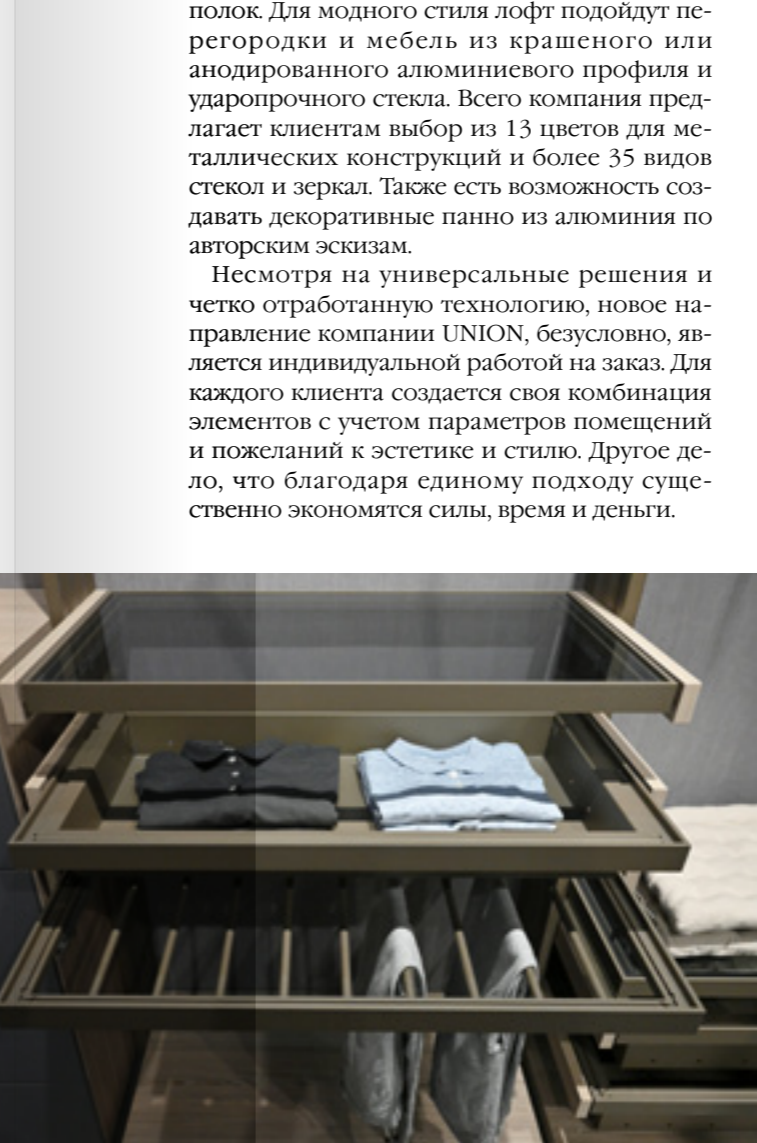 полок. Для модного стиля лофт подойдут пе-
регородки и мебель из крашеного или
анодированного алюминиевого профиля и
ударопрочного стекла. Всего компания пред-
лагает клиентам выбор из 13 цветов для ме-
таллических конструкций и более 35 видов
стекол и зеркал. Также есть возможность соз-
давать декоративные панно из алюминия по
авторским эскизам.
Несмотря на универсальные решения и
четко отработанную технологию, новое на-
правление компании UNION, безусловно, яв-
ляется индивидуальной работой на заказ. Для
каждого клиента создается своя комбинация
элементов с учетом параметров помещений
и пожеланий к эстетике и стилю. Другое де-
ло, что благодаря единому подходу суще-
ственно экономятся силы, время и деньги.